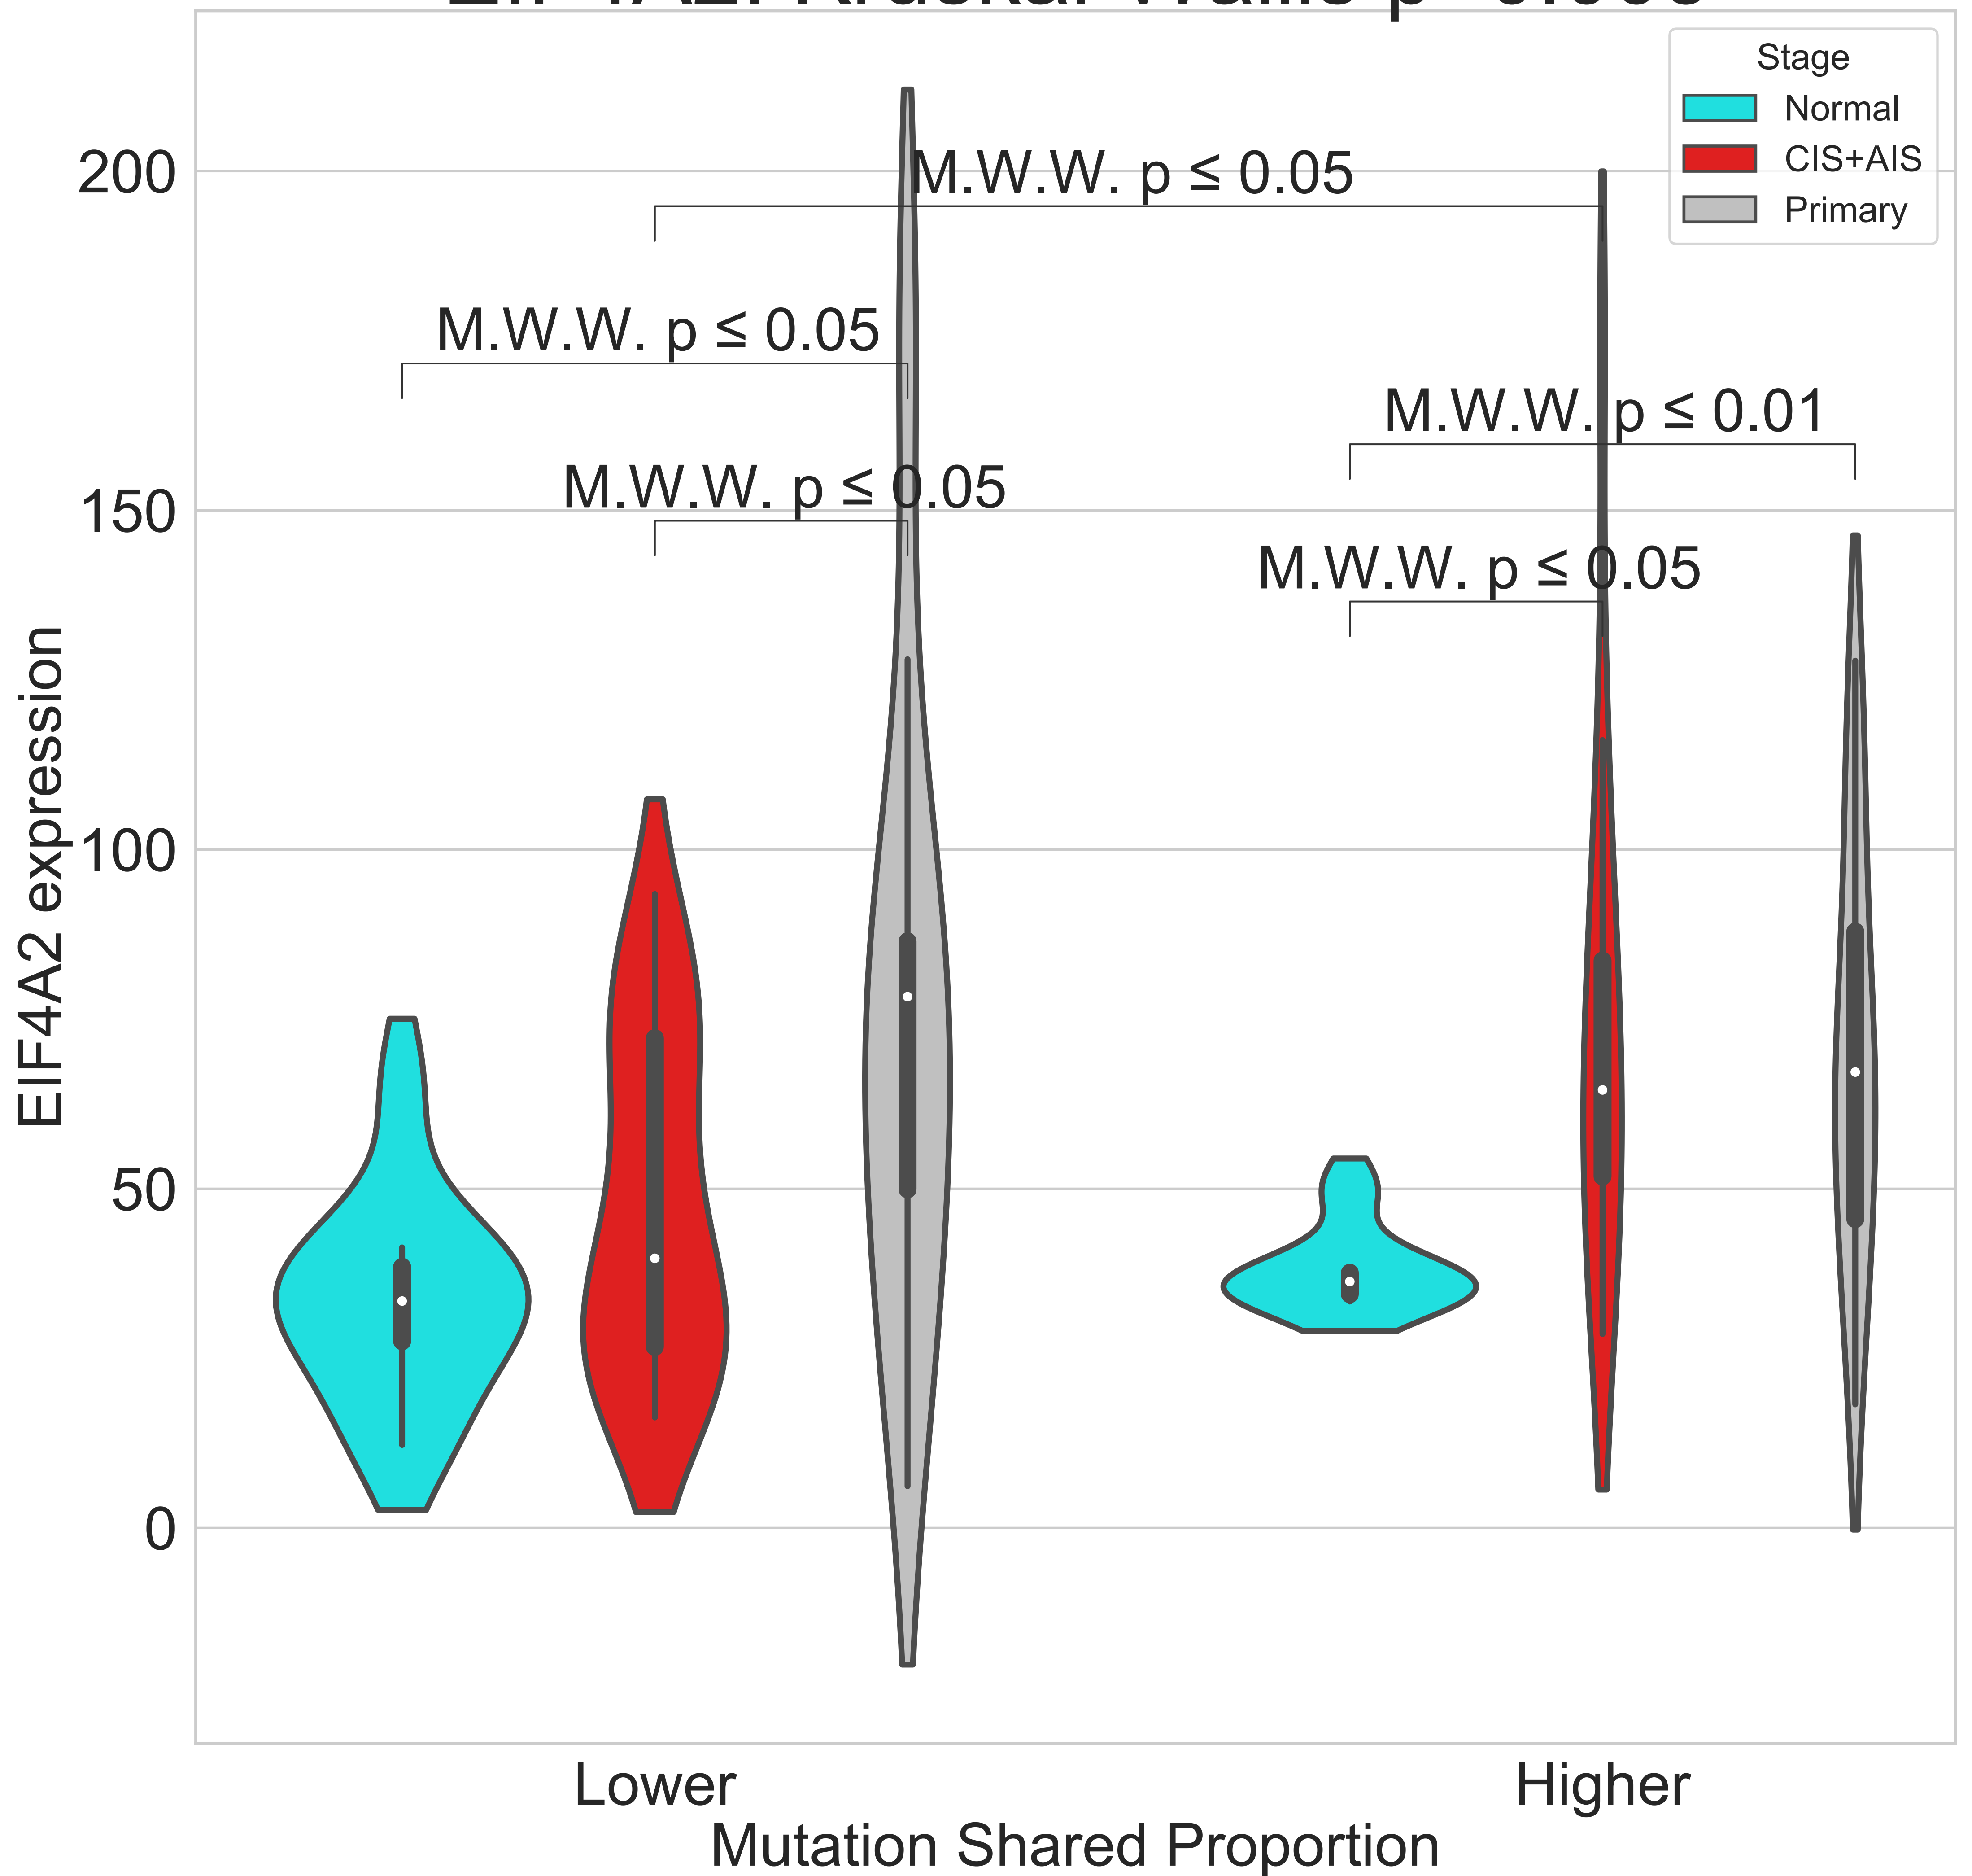 Stage
Normal
CIS+AIS
Primary
M.W.W. p ≤ 0.05
M.W.W. p ≤ 0.05
M.W.W. p ≤ 0.01
M.W.W. p ≤ 0.05
M.W.W. p ≤ 0.05
200
150
100
50
0
EIF4A2 expression
Lower
Higher
Mutation Shared Proportion